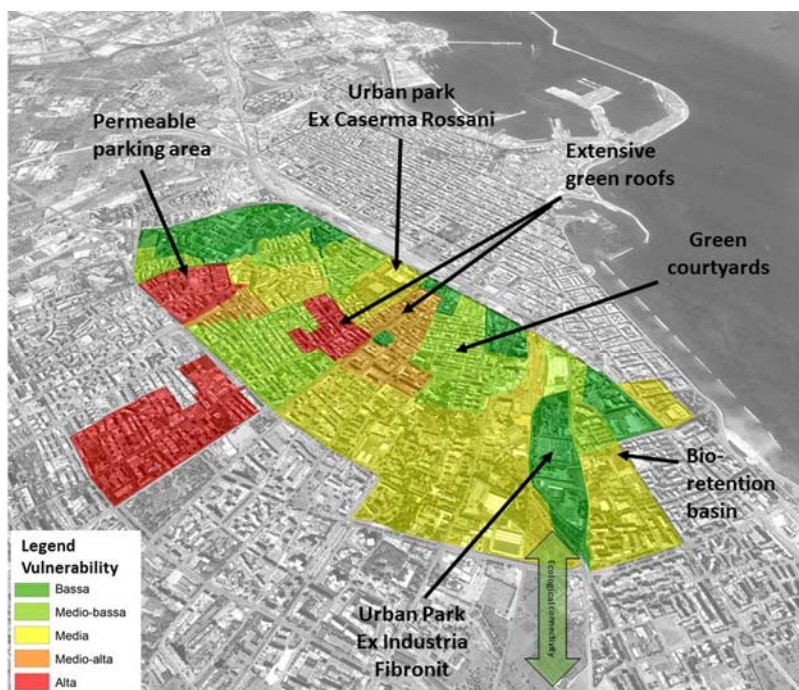 Urban park
Ex Caserma Rossani
Permeable
parking area
Extensive
green roofs
Green
courtyards
Bio-
retention
basin
Urban Park
Ex Industria
Fibronit
Ecological connectivity
Legend
Vulnerability
Bassa
Medio-bassa
Media
Medio-alta
Alta